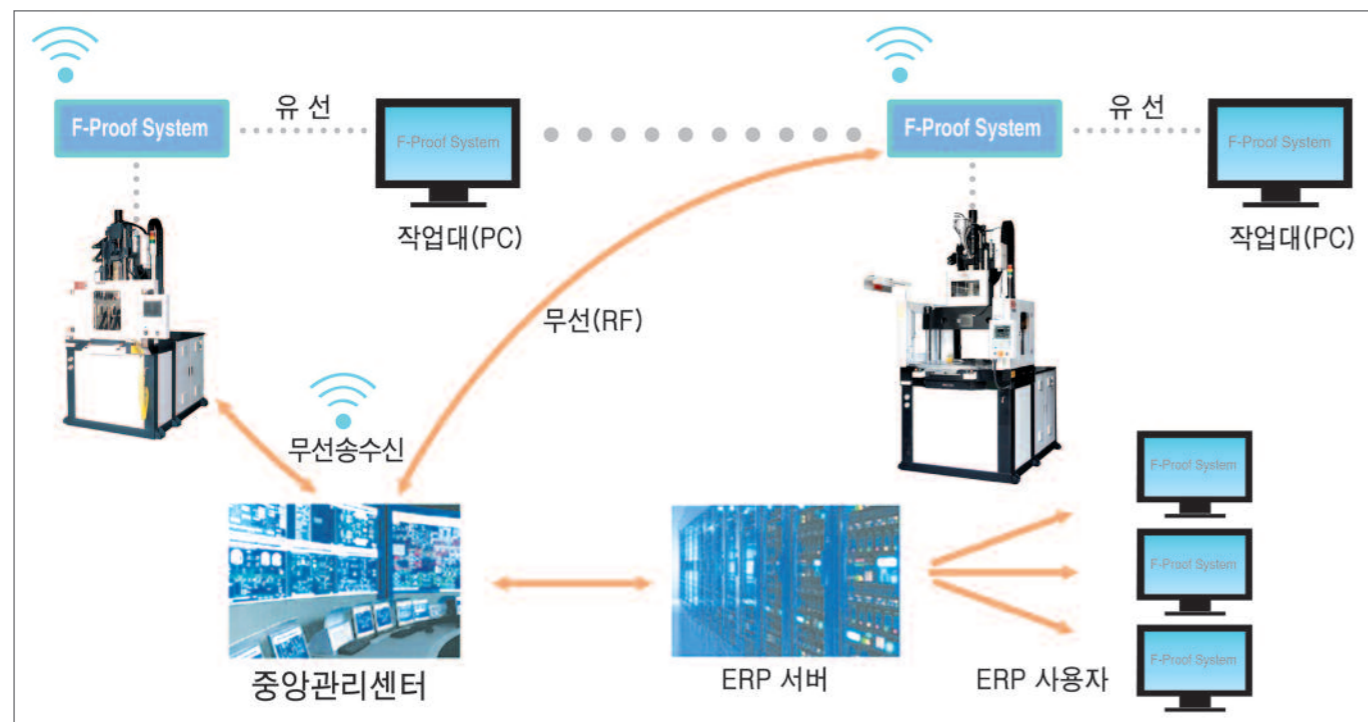 F-Proof System
유 선
F-Proof System
작업대(PC)
F-Proof System
유 선
F-Proof System
작업대(PC)
무선(RF)
무선송수신
중앙관리센터
ERP 서버
ERP 사용자
F-Proof System
F-Proof System
F-Proof System